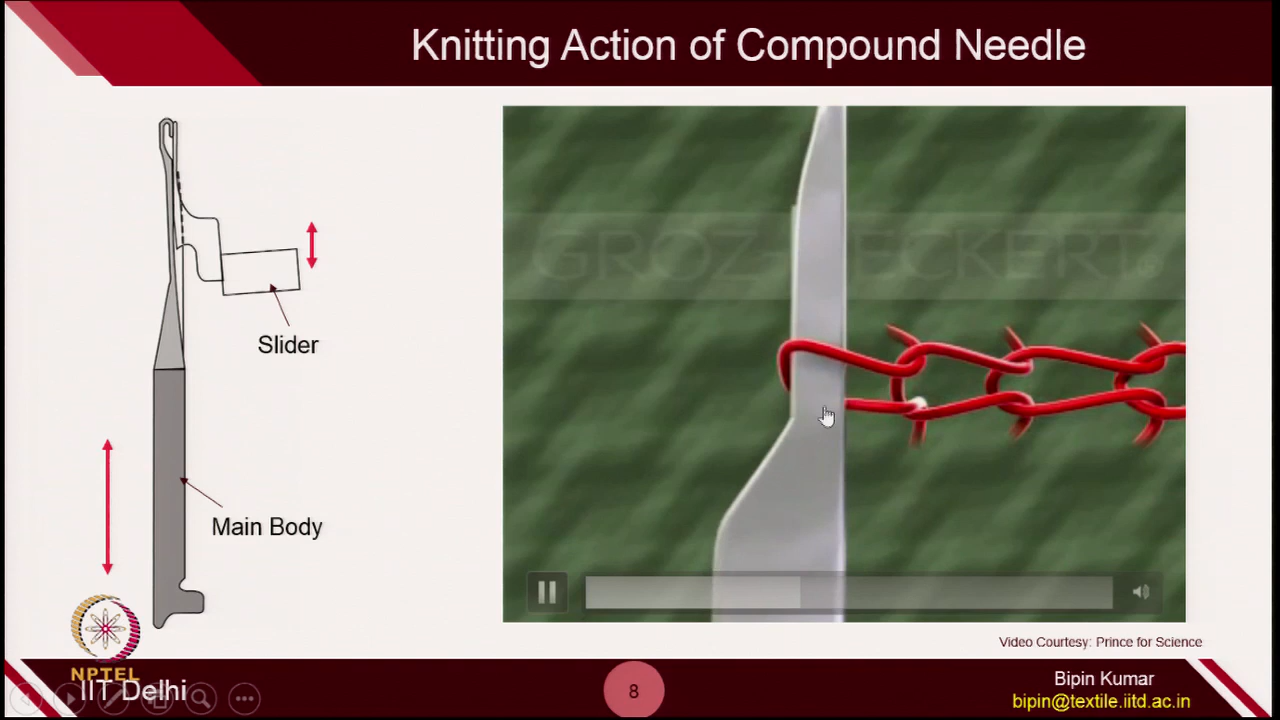 Knitting Action of Compound Needle
Slider
Main Body
GROZ-BECKERT
Video Courtesy: Prince for Science
NPTEL
IIT Delhi
8
Bipin Kumar
bipin@textile.iitd.ac.in